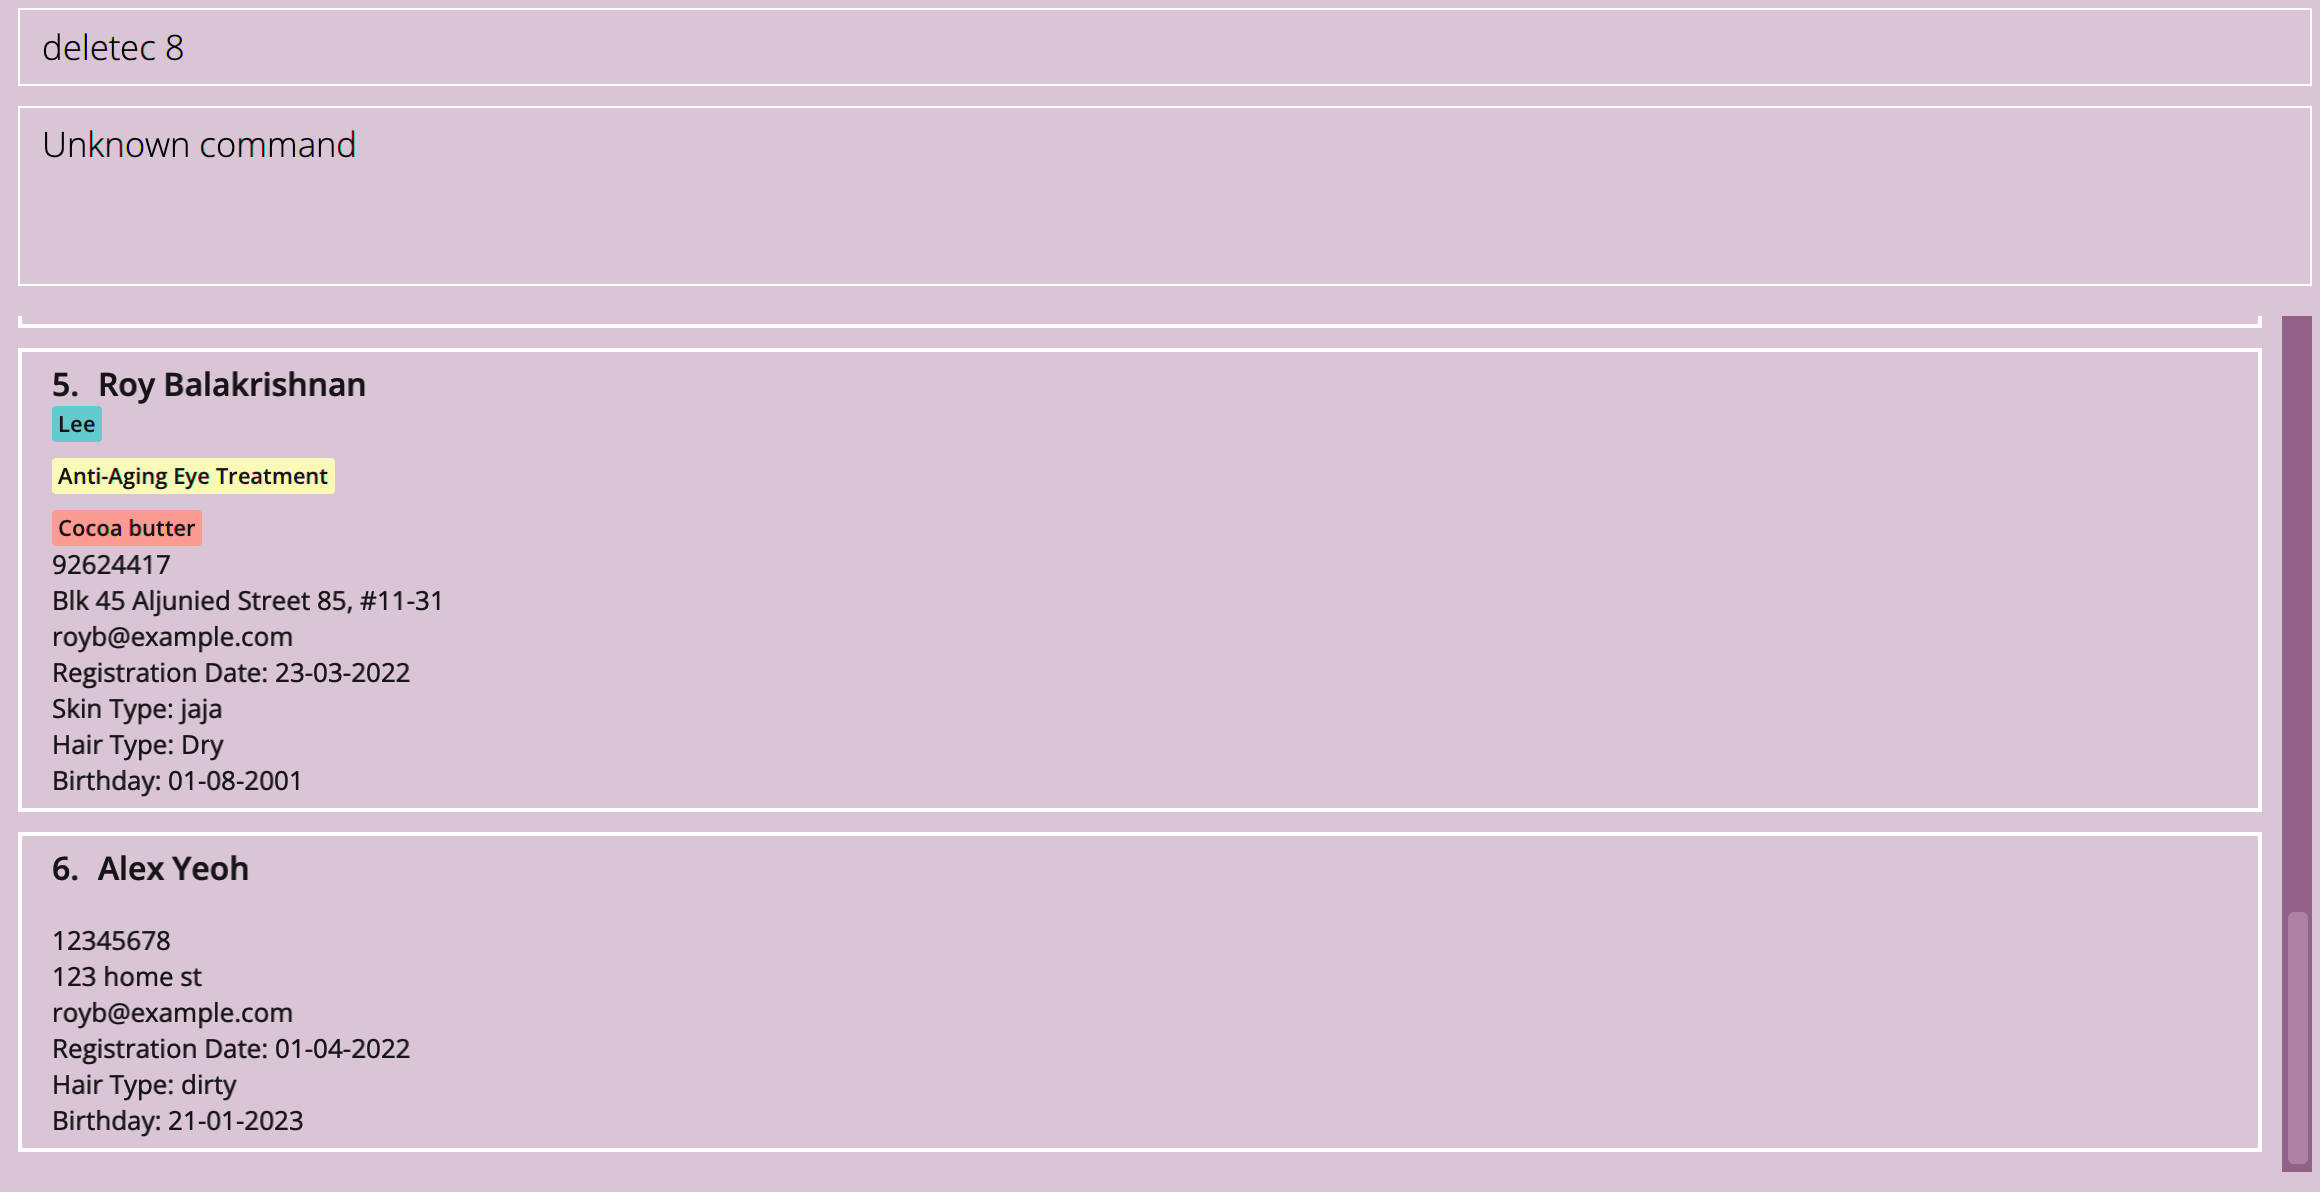 deletec 8
Unknown command
5. Roy Balakrishnan
Lee
Anti-Aging Eye Treatment
Cocoa butter
92624417
Blk 45 Aljunied Street 85, #11-31
royb@example.com
Registration Date: 23-03-2022
Skin Type: jaja
Hair Type: Dry
Birthday: 01-08-2001
6. Alex Yeoh
12345678
123 home st
royb@example.com
Registration Date: 01-04-2022
Hair Type: dirty
Birthday: 21-01-2023